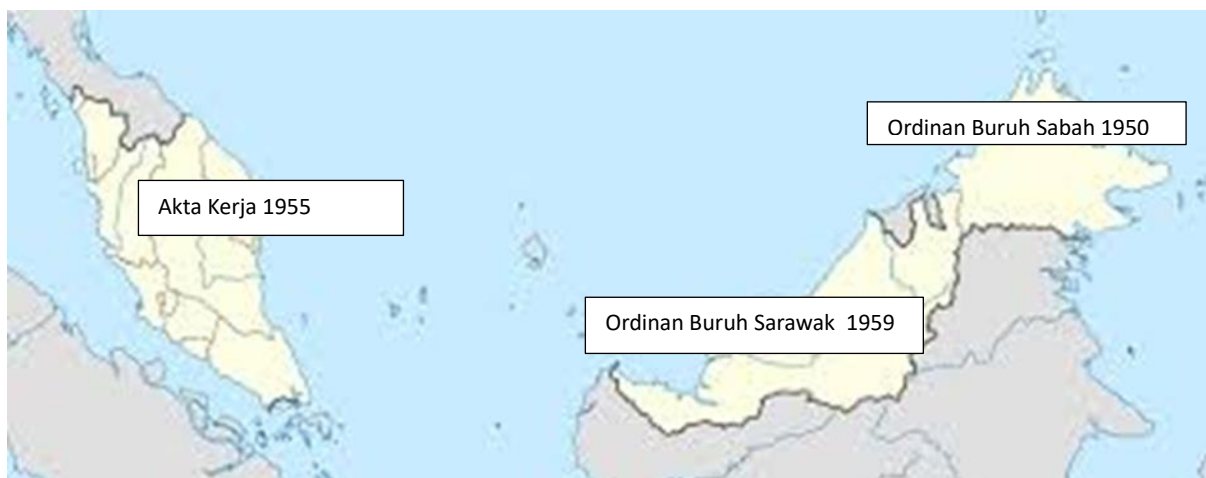 Ordinan Buruh Sabah 1950
Akta Kerja 1955
Ordinan Buruh Sarawak  1959